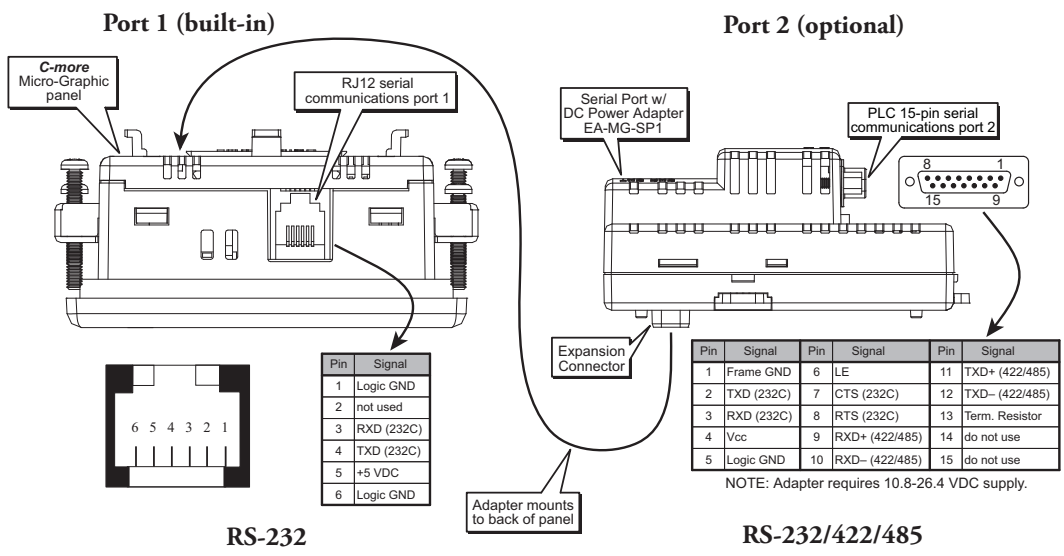 Port 1 (built-in)
C-more
Micro-Graphic
panel
RJ12 serial
communications port 1
6 5 4 3 2 1
Pin Signal
1 Logic GND
2 not used
3 RXD (232C)
4 TXD (232C)
5 +5 VDC
6 Logic GND
RS-232
Port 2 (optional)
Serial Port w/
DC Power Adapter
EA-MG-SP1
PLC 15-pin serial
communications port 2
8 1
15 9
Expansion
Connector
Adapter mounts
to back of panel
Pin Signal Pin Signal Pin Signal
1 Frame GND 6 LE 11 TXD+ (422/485)
2 TXD (232C) 7 CTS (232C) 12 TXD– (422/485)
3 RXD (232C) 8 RTS (232C) 13 Term. Resistor
4 Vcc 9 RXD+ (422/485) 14 do not use
5 Logic GND 10 RXD– (422/485) 15 do not use
NOTE: Adapter requires 10.8-26.4 VDC supply.
RS-232/422/485